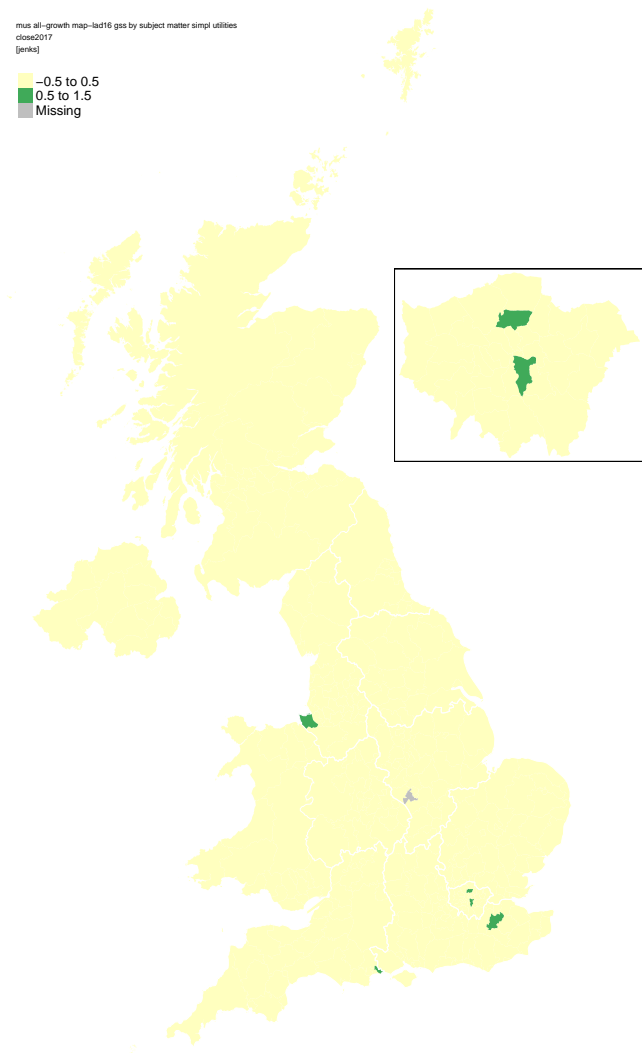 mus all−growth map−lad16 gss by subject matter simpl utilities
close2017
[jenks]
−0.5 to 0.5
0.5 to 1.5
Missing